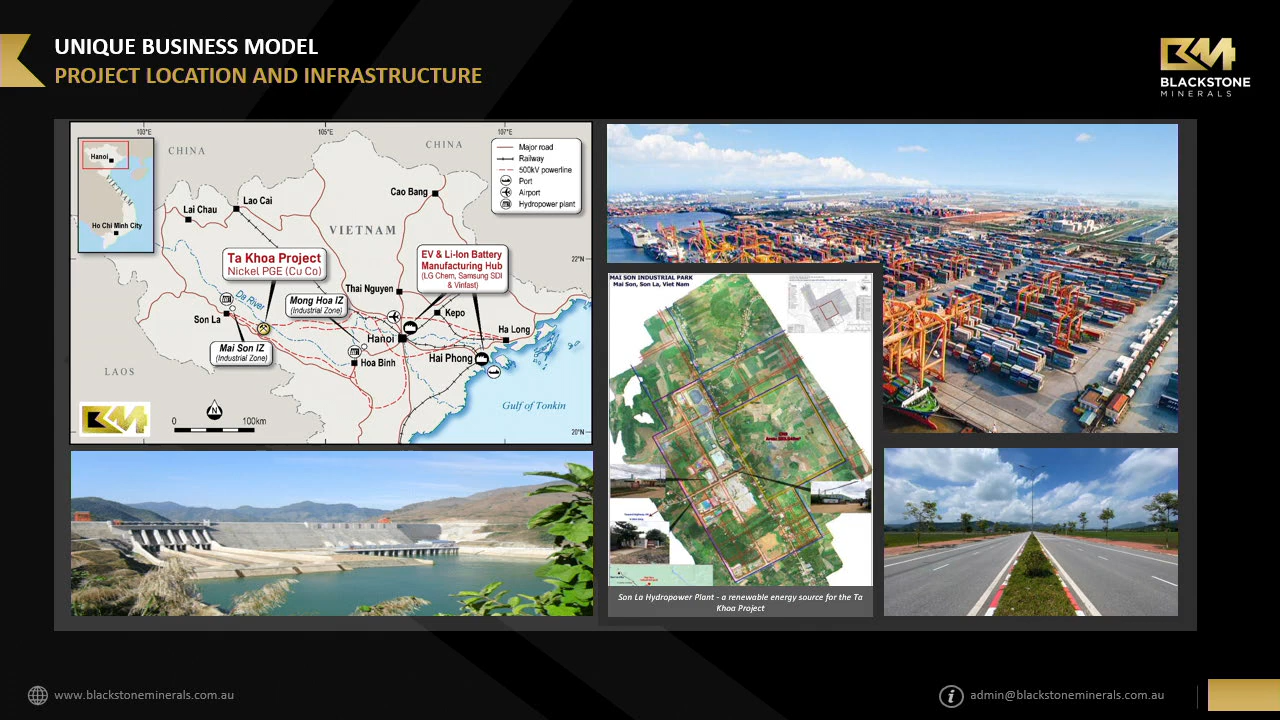 UNIQUE BUSINESS MODEL
PROJECT LOCATION AND INFRASTRUCTURE
BM
BLACKSTONE
MINERALS
103°E
105°E
107°E
CHINA
CHINA
Hanoi
Ho Chi Minh City
Major road
Railway
500kV powerline
Port
Airport
Hydropower plant
Cao Bang
Lao Cai
Lai Chau
VIETNAM
Ta Khoa Project
Nickel PGE (Cu Co)
EV & Li-Ion Battery
Manufacturing Hub
(LG Chem, Samsung SDI
& Vinfast)
22°N
Thai Nguyen
Da River
Mong Hoa IZ
(Industrial Zone)
Kepo
Son La
Ha Long
Hanoi
Mai Son IZ
(Industrial Zone)
Hoa Binh
Hai Phong
LAOS
Gulf of Tonkin
BM
N
0
100km
20°N
MAI SON INDUSTRIAL PARK
Mai Son, Son La, Viet Nam
Son La Hydropower Plant - a renewable energy source for the Ta
Khoa Project
www.blackstoneminerals.com.au
admin@blackstoneminerals.com.au